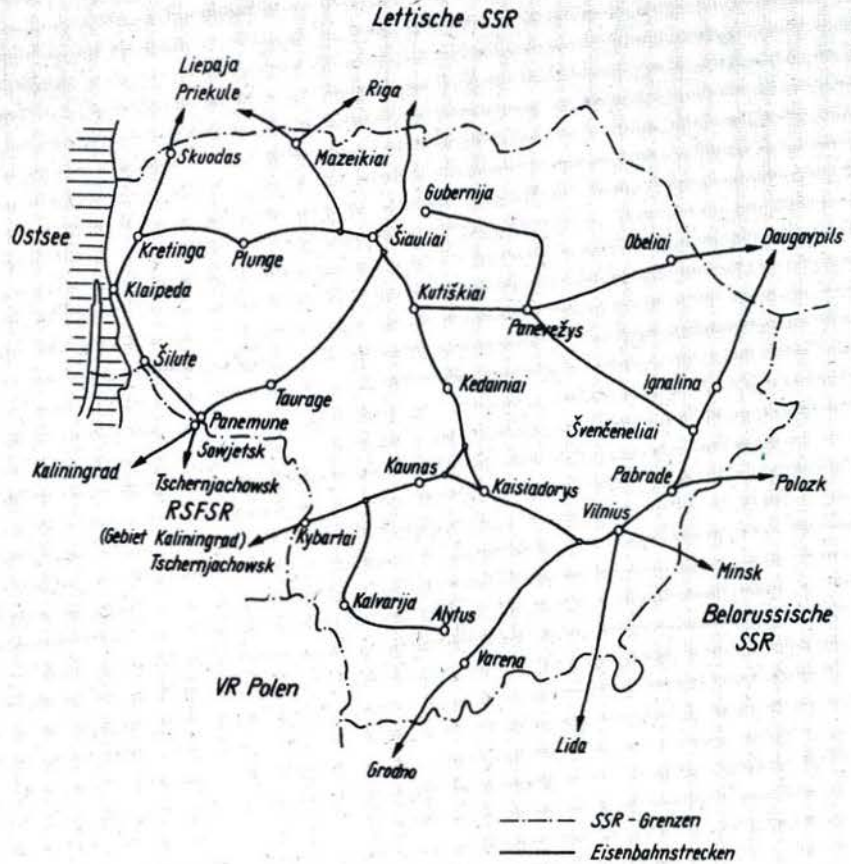 Lettische SSR
Liepaja
Priekule
Riga
Skuodas
Mazeikiai
Gubernija
Ostsee
Kretinga
Plunge
Šiauliai
Obeliai
Daugavpils
Klaipeda
Kutiškiai
Panevežys
Šilute
Taurage
Kedainiai
Ignalina
Panemune
Švenčeneliai
Sowjetsk
Kaliningrad
Tschernjachowsk
Kaunas
Kaisiadorys
Pabrade
Polozk
RSFSR
(Gebiet Kaliningrad)
Tschernjachowsk
Kybartai
Vilnius
Minsk
Kalvarija
Alytus
Belorussische
SSR
Varena
VR Polen
Lida
Grodno
SSR-Grenzen
Eisenbahnstrecken